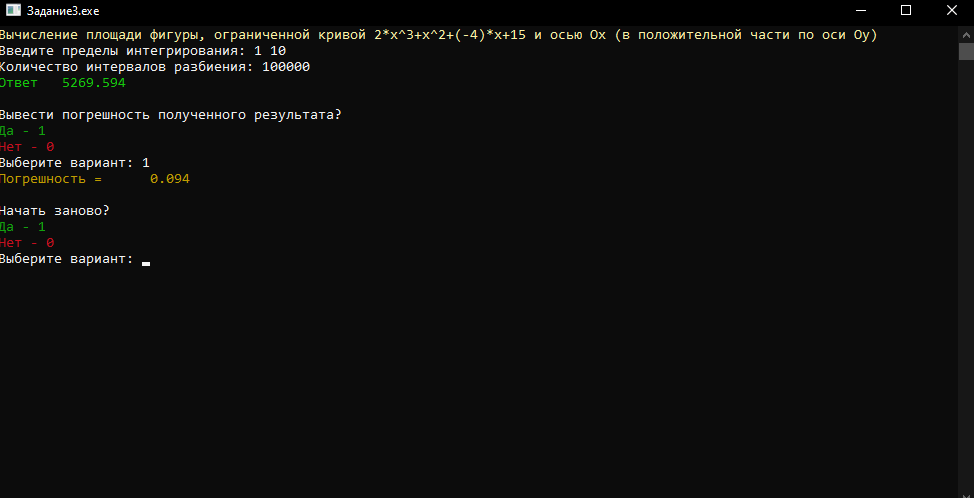 Задание3.exe
Вычисление площади фигуры, ограниченной кривой 2*x^3+x^2+(-4)*x+15 и осью Ox (в положительной части по оси Oy)
Введите пределы интегрирования: 1 10
Количество интервалов разбиения: 100000
Ответ   5269.594
Вывести погрешность полученного результата?
Да - 1
Нет - 0
Выберите вариант: 1
Погрешность =      0.094
Начать заново?
Да - 1
Нет - 0
Выберите вариант: